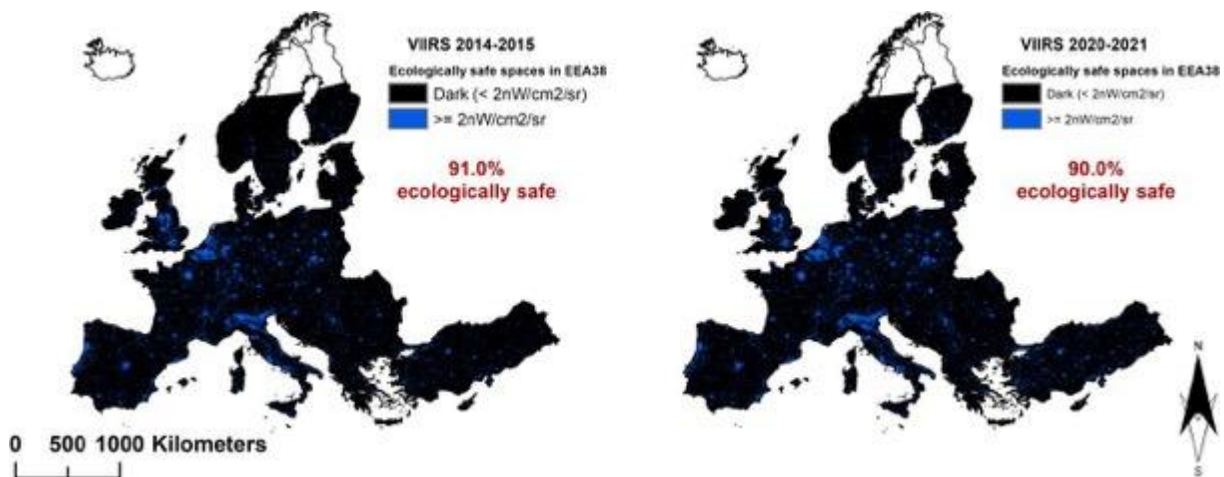 VIIRS 2014-2015
Ecologically safe spaces in EEA38
Dark (< 2nW/cm2/sr)
>= 2nW/cm2/sr
91.0%
ecologically safe
0 500 1000 Kilometers
VIIRS 2020-2021
Ecologically safe spaces in EEA38
Dark (< 2nW/cm2/sr)
>= 2nW/cm2/sr
90.0%
ecologically safe
N
S